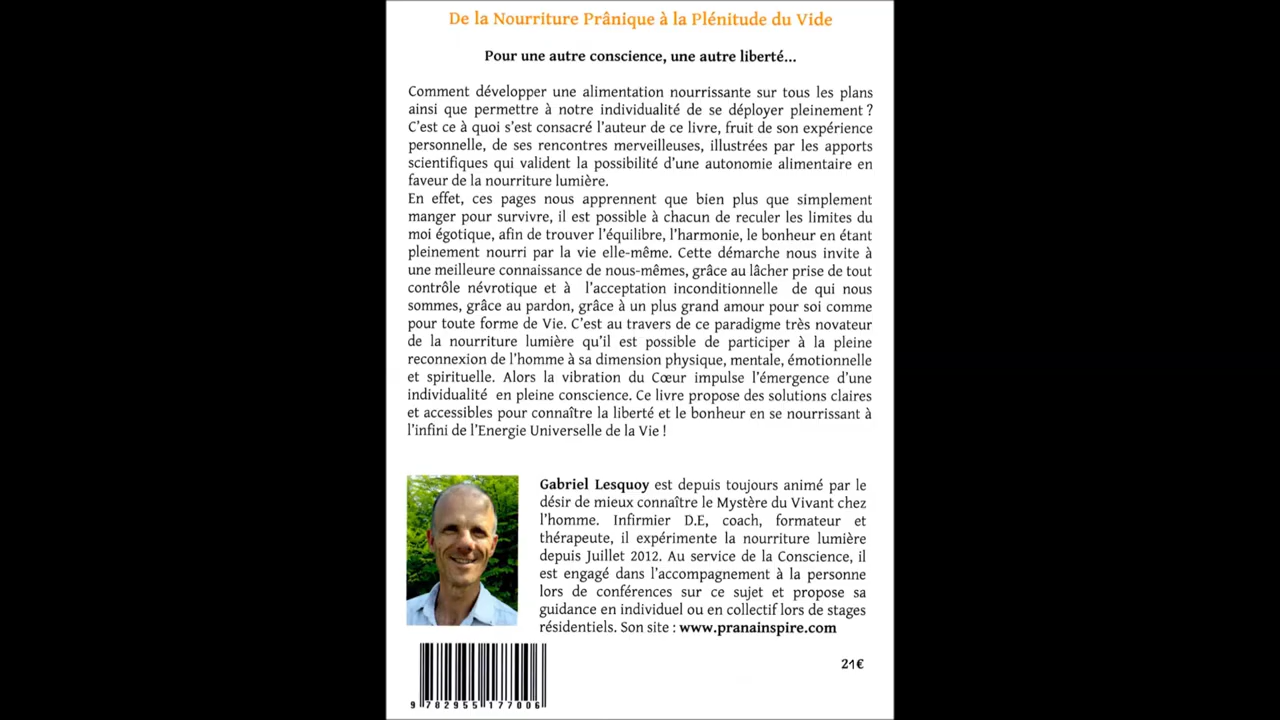 De la Nourriture Prânique à la Plénitude du Vide
Pour une autre conscience, une autre liberté...
Comment développer une alimentation nourrissante sur tous les plans
ainsi que permettre à notre individualité de se déployer pleinement ?
C'est ce à quoi s'est consacré l'auteur de ce livre, fruit de son expérience
personnelle, de ses rencontres merveilleuses, illustrées par les apports
scientifiques qui valident la possibilité d'une autonomie alimentaire en
faveur de la nourriture lumière.
En effet, ces pages nous apprennent que bien plus que simplement
manger pour survivre, il est possible à chacun de reculer les limites du
moi égotique, afin de trouver l'équilibre, l'harmonie, le bonheur en étant
pleinement nourri par la vie elle-même. Cette démarche nous invite à
une meilleure connaissance de nous-mêmes, grâce au lâcher prise de tout
contrôle névrotique et à l'acceptation inconditionnelle de qui nous
sommes, grâce au pardon, grâce à un plus grand amour pour soi comme
pour toute forme de Vie. C'est au travers de ce paradigme très novateur
de la nourriture lumière qu'il est possible de participer à la pleine
reconnexion de l'homme à sa dimension physique, mentale, émotionnelle
et spirituelle. Alors la vibration du Cœur impulse l'émergence d'une
individualité en pleine conscience. Ce livre propose des solutions claires
et accessibles pour connaître la liberté et le bonheur en se nourrissant à
l'infini de l'Energie Universelle de la Vie !
Gabriel Lesquoy est depuis toujours animé par le
désir de mieux connaître le Mystère du Vivant chez
l'homme. Infirmier D.E, coach, formateur et
thérapeute, il expérimente la nourriture lumière
depuis Juillet 2012. Au service de la Conscience, il
est engagé dans l'accompagnement à la personne
lors de conférences sur ce sujet et propose sa
guidance en individuel ou en collectif lors de stages
résidentiels. Son site : www.pranainspire.com
21€
9 782955 177006